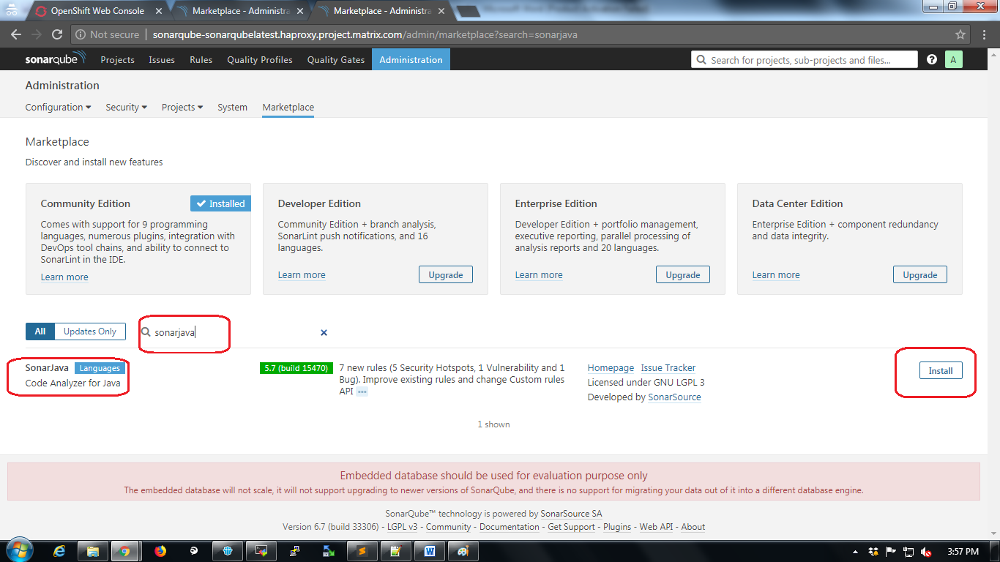 OpenShift Web Console
Marketplace - Administra
Marketplace - Administra
Not secure
sonarqube-sonarqubelatest.haproxy.project.matrix.com/admin/marketplace?search=sonarjava
sonarqube
Projects
Issues
Rules
Quality Profiles
Quality Gates
Administration
Search for projects, sub-projects and files...
A
Administration
Configuration
Security
Projects
System
Marketplace
Marketplace
Discover and install new features
Community Edition
Installed
Comes with support for 9 programming
languages, numerous plugins, integration with
DevOps tool chains, and ability to connect to
SonarLint in the IDE.
Learn more
Developer Edition
Community Edition + branch analysis,
SonarLint push notifications, and 16
languages.
Learn more
Upgrade
Enterprise Edition
Developer Edition + portfolio management,
executive reporting, parallel processing of
analysis reports and 20 languages.
Learn more
Upgrade
Data Center Edition
Enterprise Edition + component redundancy
and data integrity.
Learn more
Upgrade
All
Updates Only
sonarjava
SonarJava Languages
Code Analyzer for Java
5.7 (build 15470)
7 new rules (5 Security Hotspots, 1 Vulnerability and 1
Bug). Improve existing rules and change Custom rules
API
Homepage Issue Tracker
Licensed under GNU LGPL 3
Developed by SonarSource
Install
1 shown
Embedded database should be used for evaluation purpose only
The embedded database will not scale, it will not support upgrading to newer versions of SonarQube, and there is no support for migrating your data out of it into a different database engine.
SonarQube™ technology is powered by SonarSource SA
Version 6.7 (build 33306) - LGPL v3 - Community - Documentation - Get Support - Plugins - Web API - About
3:57 PM